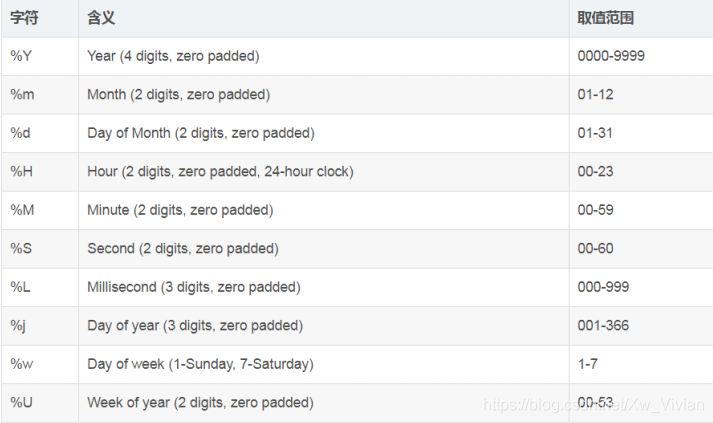 字符 含义 取值范围
%Y Year (4 digits, zero padded) 0000-9999
%m Month (2 digits, zero padded) 01-12
%d Day of Month (2 digits, zero padded) 01-31
%H Hour (2 digits, zero padded, 24-hour clock) 00-23
%M Minute (2 digits, zero padded) 00-59
%S Second (2 digits, zero padded) 00-60
%L Millisecond (3 digits, zero padded) 000-999
%j Day of year (3 digits, zero padded) 001-366
%w Day of week (1-Sunday, 7-Saturday) 1-7
%U Week of year (2 digits, zero padded) 00-53
https://blog.csdn.net/Xw_Vivian